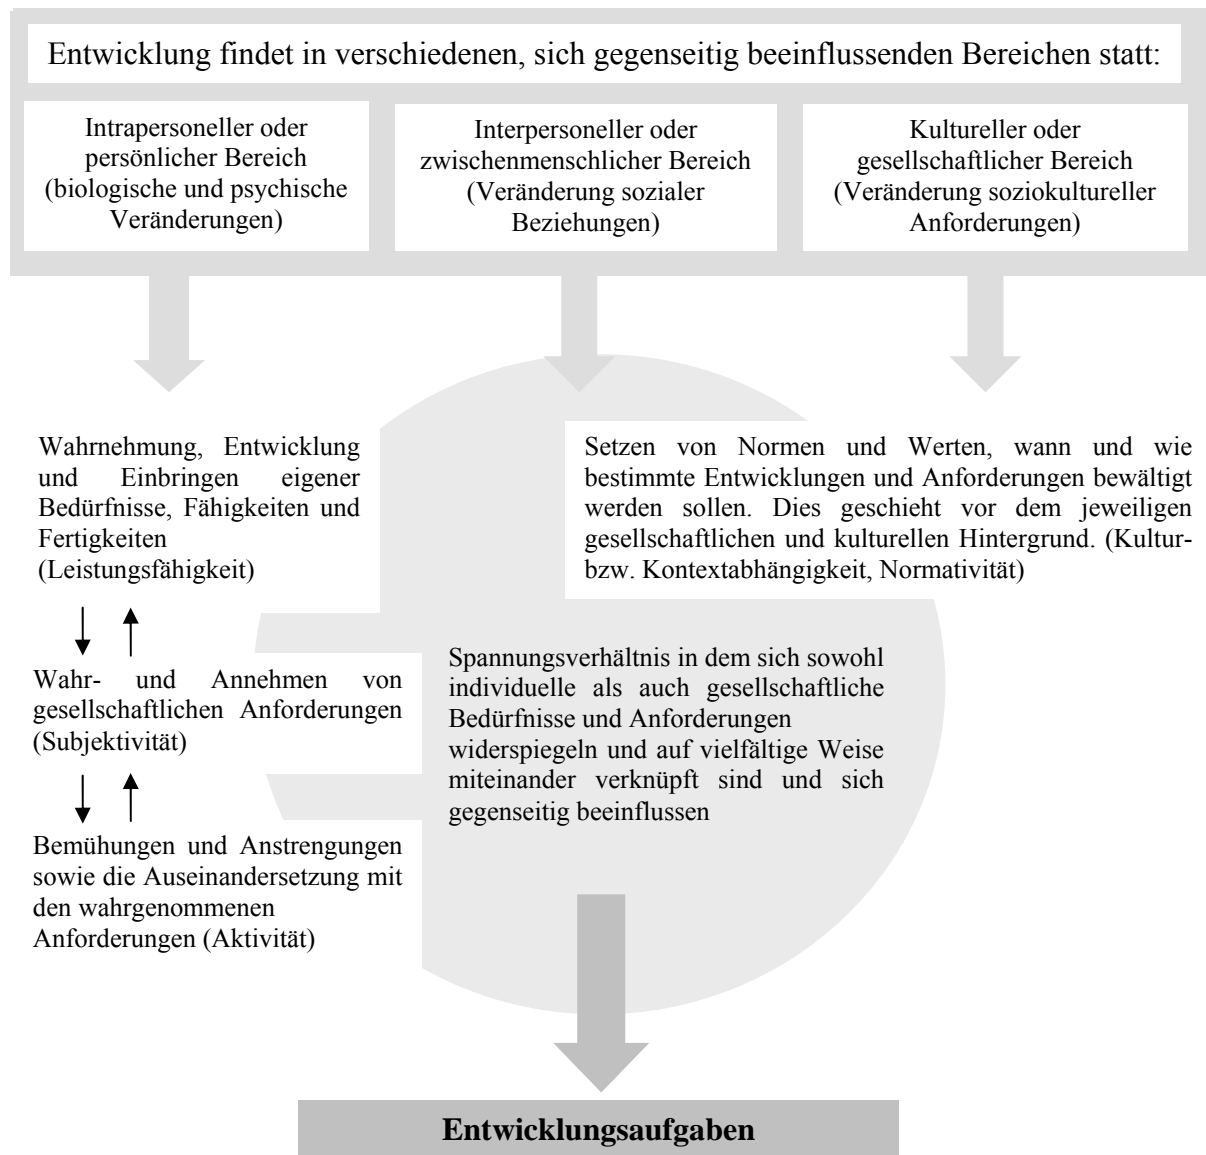 Entwicklung findet in verschiedenen, sich gegenseitig beeinflussenden Bereichen statt:
Intrapersoneller oder
persönlicher Bereich
(biologische und psychische
Veränderungen)
Interpersoneller oder
zwischenmenschlicher Bereich
(Veränderung sozialer
Beziehungen)
Kultureller oder
gesellschaftlicher Bereich
(Veränderung soziokultureller
Anforderungen)
Wahrnehmung, Entwicklung
und Einbringen eigener
Bedürfnisse, Fähigkeiten und
Fertigkeiten
(Leistungsfähigkeit)
Setzen von Normen und Werten, wann und wie
bestimmte Entwicklungen und Anforderungen bewältigt
werden sollen. Dies geschieht vor dem jeweiligen
gesellschaftlichen und kulturellen Hintergrund. (Kultur-
bzw. Kontextabhängigkeit, Normativität)
Wahr- und Annehmen von
gesellschaftlichen Anforderungen
(Subjektivität)
Spannungsverhältnis in dem sich sowohl
individuelle als auch gesellschaftliche
Bedürfnisse und Anforderungen
widerspiegeln und auf vielfältige Weise
miteinander verknüpft sind und sich
gegenseitig beeinflussen
Bemühungen und Anstrengungen
sowie die Auseinandersetzung mit
den wahrgenommenen
Anforderungen (Aktivität)
Entwicklungsaufgaben